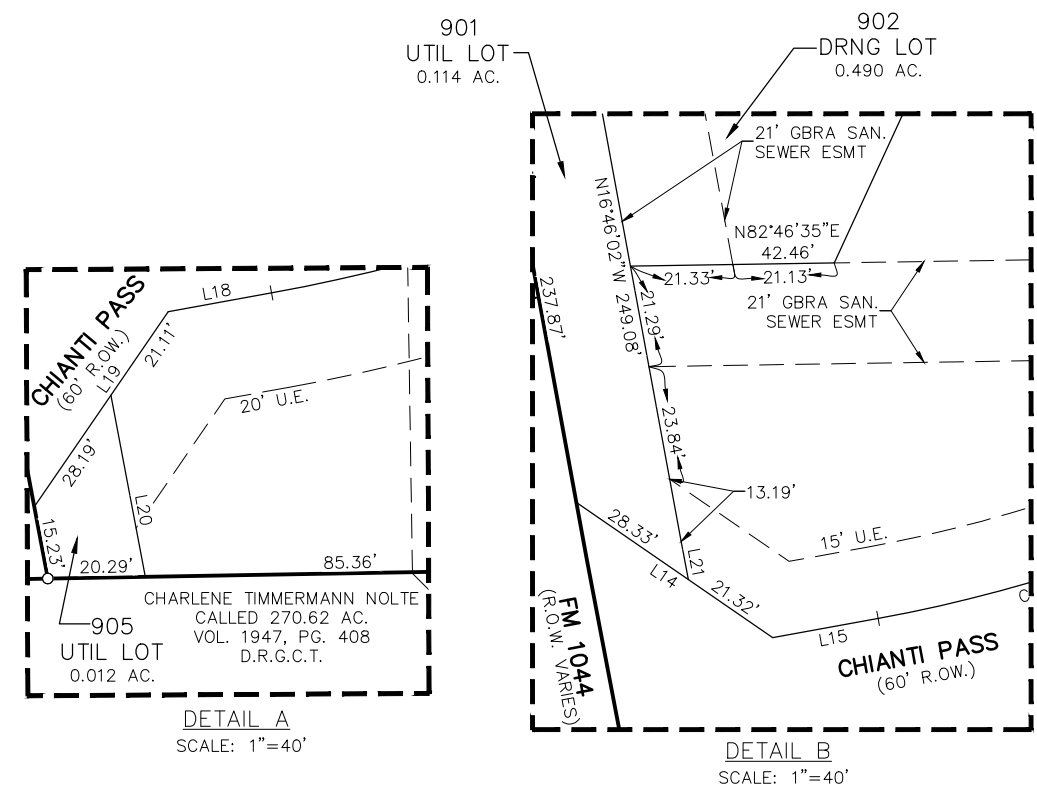 901
UTIL LOT
0.114 AC.
902
DRNG LOT
0.490 AC.
21' GBRA SAN.
SEWER ESMT
N16°46'02"W 249.08'
N82°46'35"E
42.46'
21.33'
21.13'
21.29'
237.87'
21' GBRA SAN.
SEWER ESMT
23.84'
13.19'
28.33'
L14
L21
21.32'
15' U.E.
L15
CHIANTI PASS
(60' R.OW.)
FM 1044
(R.O.W. VARIES)
DETAIL B
SCALE: 1"=40'
CHIANTI PASS
(60' R.OW.)
L18
L19
21.11'
28.19'
20' U.E.
L20
15.23'
20.29'
85.36'
CHARLENE TIMMERMANN NOLTE
CALLED 270.62 AC.
VOL. 1947, PG. 408
D.R.G.C.T.
905
UTIL LOT
0.012 AC.
DETAIL A
SCALE: 1"=40'